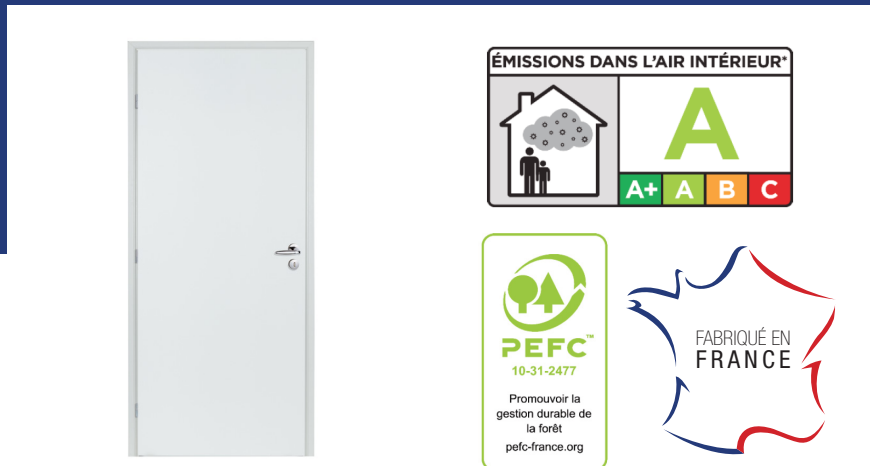 ÉMISSIONS DANS L'AIR INTÉRIEUR*
A
A+ A B C
PEFC™
10-31-2477
Promouvoir la
gestion durable de
la forêt
pefc-france.org
FABRIQUÉ EN
FRANCE